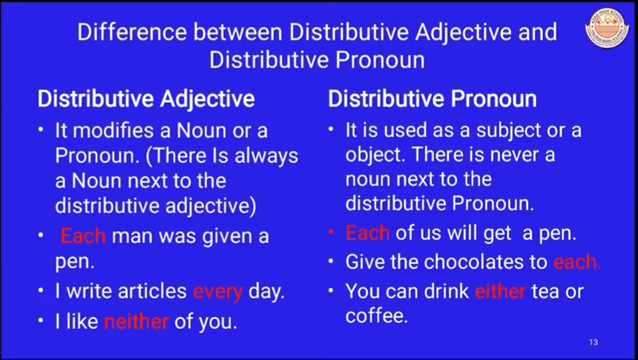 Difference between Distributive Adjective and
Distributive Pronoun
Distributive Adjective
• It modifies a Noun or a
Pronoun. (There Is always
a Noun next to the
distributive adjective)
• Each man was given a
pen.
• I write articles every day.
• I like neither of you.
Distributive Pronoun
• It is used as a subject or a
object. There is never a
noun next to the
distributive Pronoun.
• Each of us will get a pen.
• Give the chocolates to each.
• You can drink either tea or
coffee.
13